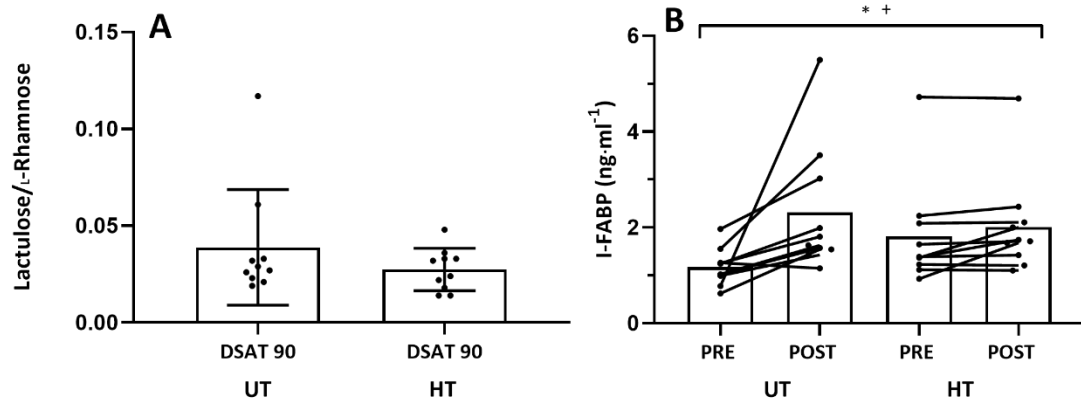 A
Lactulose/L-Rhamnose
0.15
0.10
0.05
0.00
DSAT 90 DSAT 90
UT HT
B
* +
I-FABP (ng·ml⁻¹)
6
4
2
0
PRE POST PRE POST
UT HT